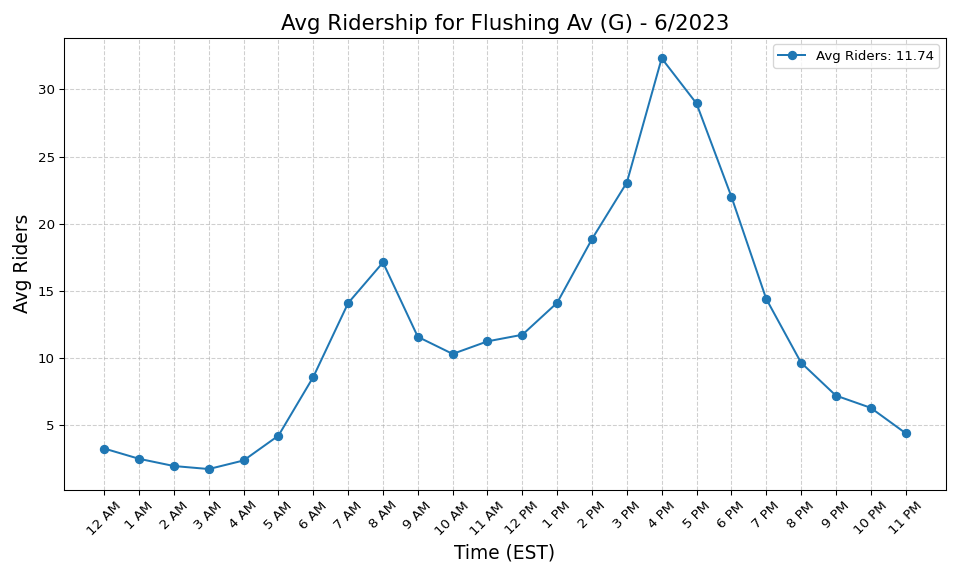 Avg Ridership for Flushing Av (G) - 6/2023
Avg Riders: 11.74
Avg Riders
30
25
20
15
10
5
12 AM
1 AM
2 AM
3 AM
4 AM
5 AM
6 AM
7 AM
8 AM
9 AM
10 AM
11 AM
12 PM
1 PM
2 PM
3 PM
4 PM
5 PM
6 PM
7 PM
8 PM
9 PM
10 PM
11 PM
Time (EST)